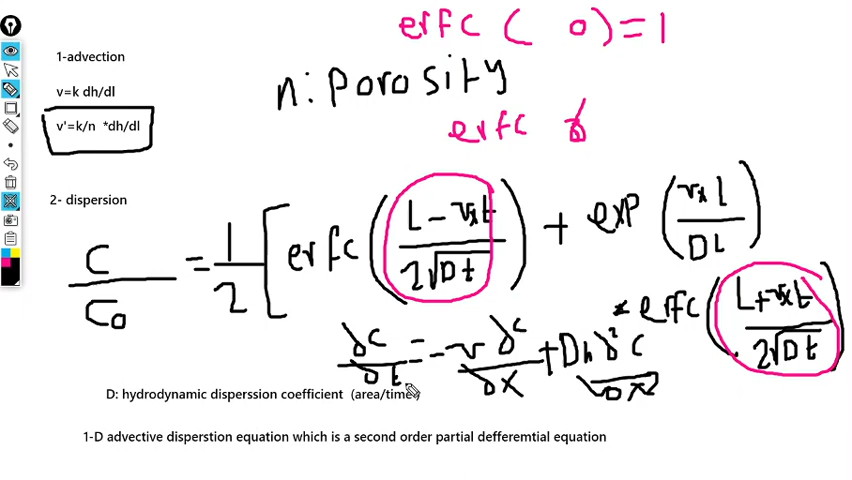 erfc ( 0) = 1
1-advection
n: porosity
v=k dh/dl
v'=k/n *dh/dl
erfc
2- dispersion
C/C₀ = 1/2 [ erfc ( (L - vₓt) / (2√Dt) ) + exp ( vₓ l / DL )
* erfc ( (L + vₓt) / (2√Dt) )
∂C/∂t = -v ∂C/∂X + Dh ∂²C/∂x²
D: hydrodynamic disperssion coefficient (area/time)
1-D advective disperstion equation which is a second order partial defferemtial equation